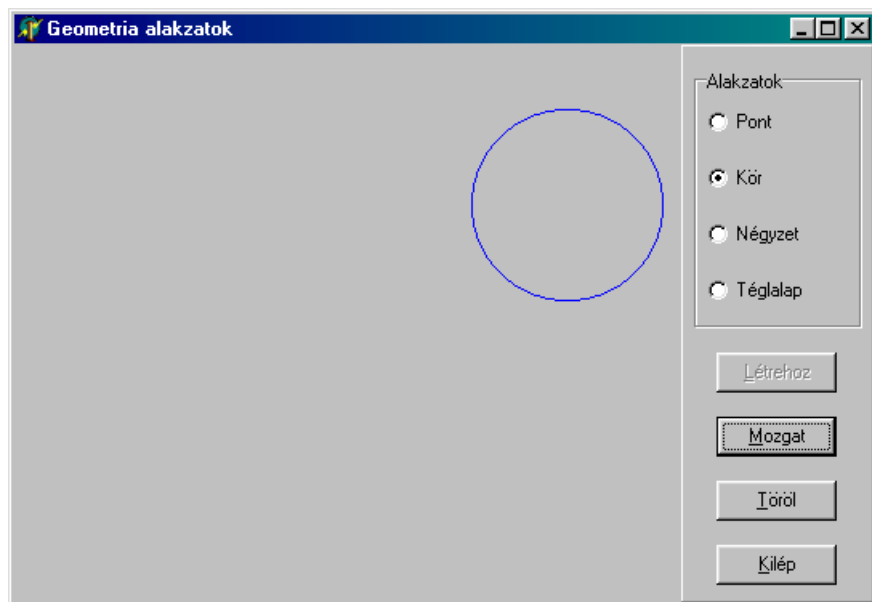 Geometria alakzatok
Alakzatok
Pont
Kör
Négyzet
Téglalap
Létrehoz
Mozgat
Töröl
Kilép